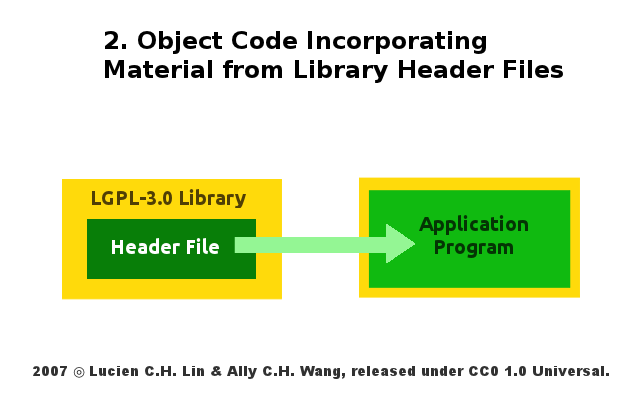 2. Object Code Incorporating
Material from Library Header Files
LGPL-3.0 Library
Header File
Application
Program
2007 ◎ Lucien C.H. Lin & Ally C.H. Wang, released under CC0 1.0 Universal.